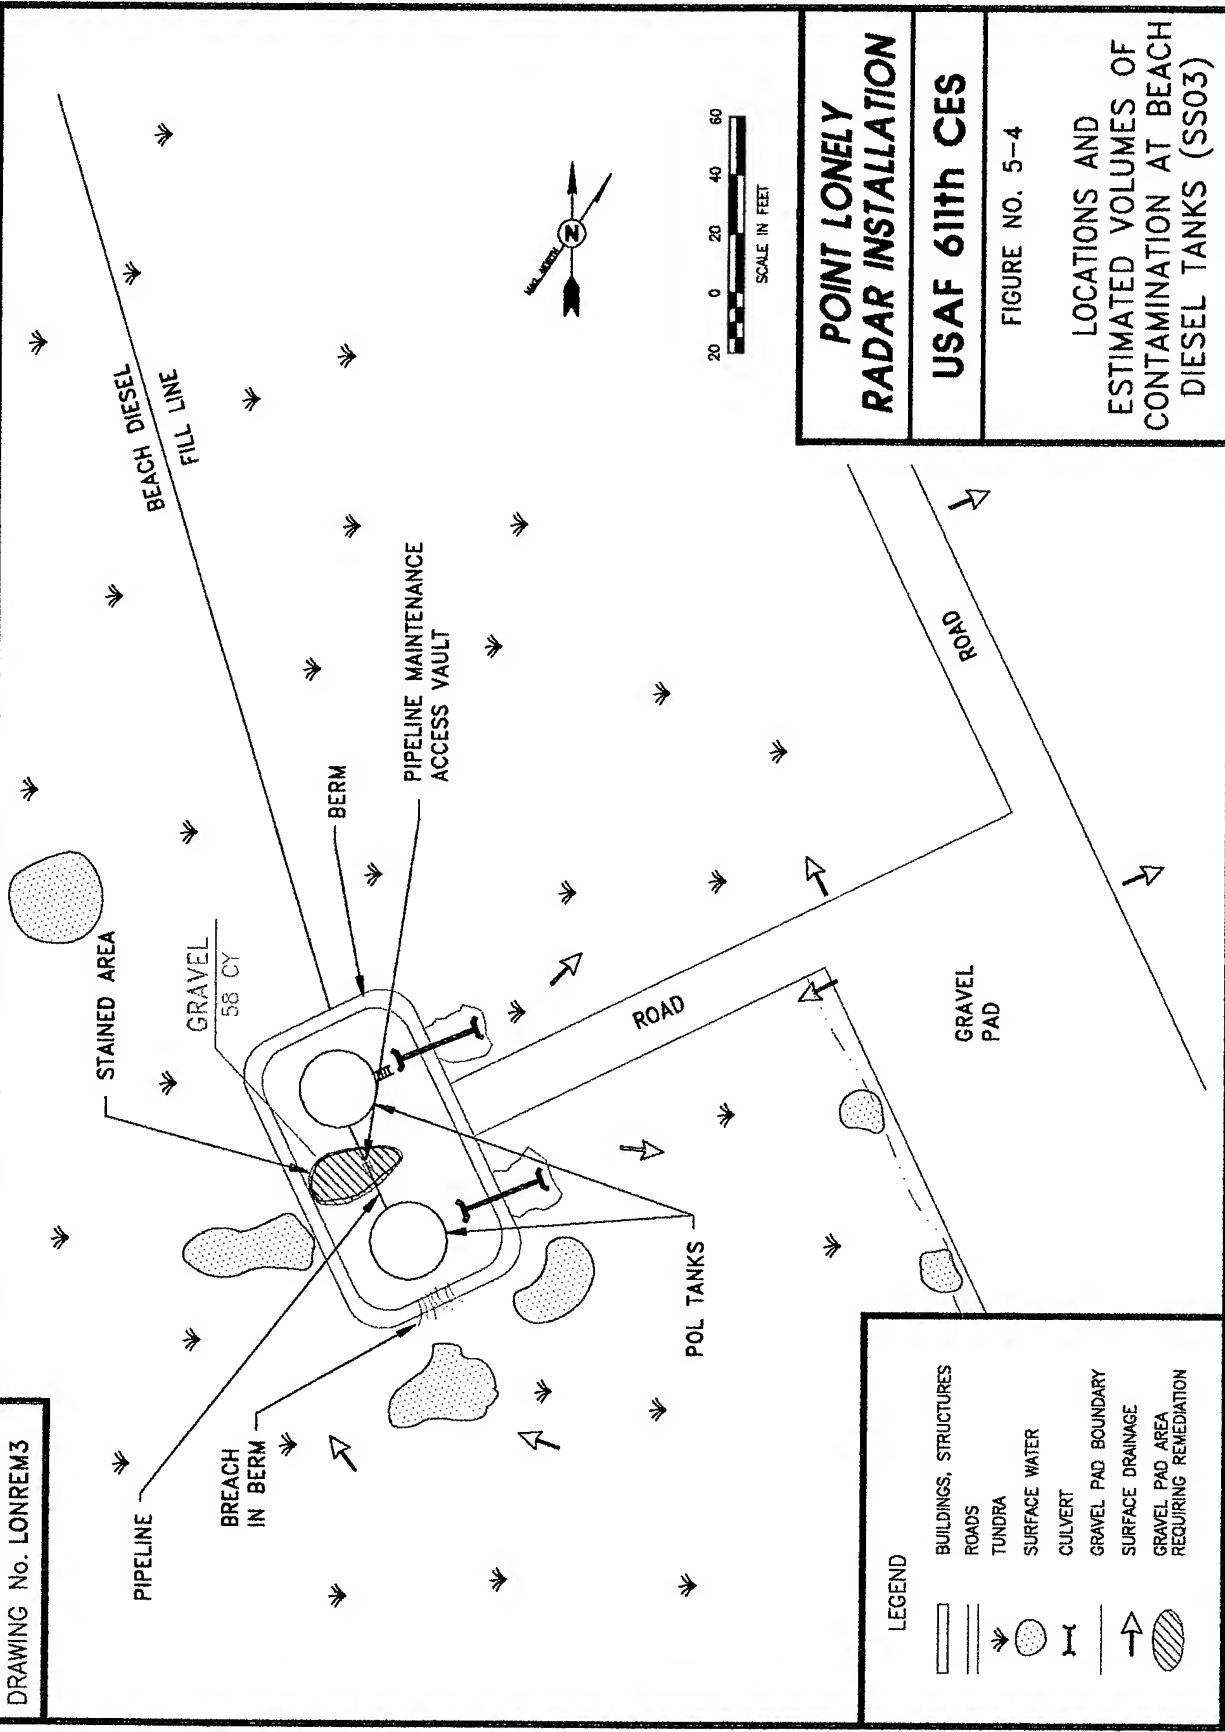 DRAWING No. LONREM3
BEACH DIESEL
FILL LINE
STAINED AREA
GRAVEL
58 CY
BERM
PIPELINE MAINTENANCE
ACCESS VAULT
PIPELINE
BREACH
IN BERM
POL TANKS
ROAD
ROAD
GRAVEL
PAD
MAG. NORTH
N
20 0 20 40 60
SCALE IN FEET
LEGEND
BUILDINGS, STRUCTURES
ROADS
TUNDRA
SURFACE WATER
CULVERT
GRAVEL PAD BOUNDARY
SURFACE DRAINAGE
GRAVEL PAD AREA
REQUIRING REMEDIATION
POINT LONELY
RADAR INSTALLATION
USAF 611th CES
FIGURE NO. 5-4
LOCATIONS AND
ESTIMATED VOLUMES OF
CONTAMINATION AT BEACH
DIESEL TANKS (SS03)